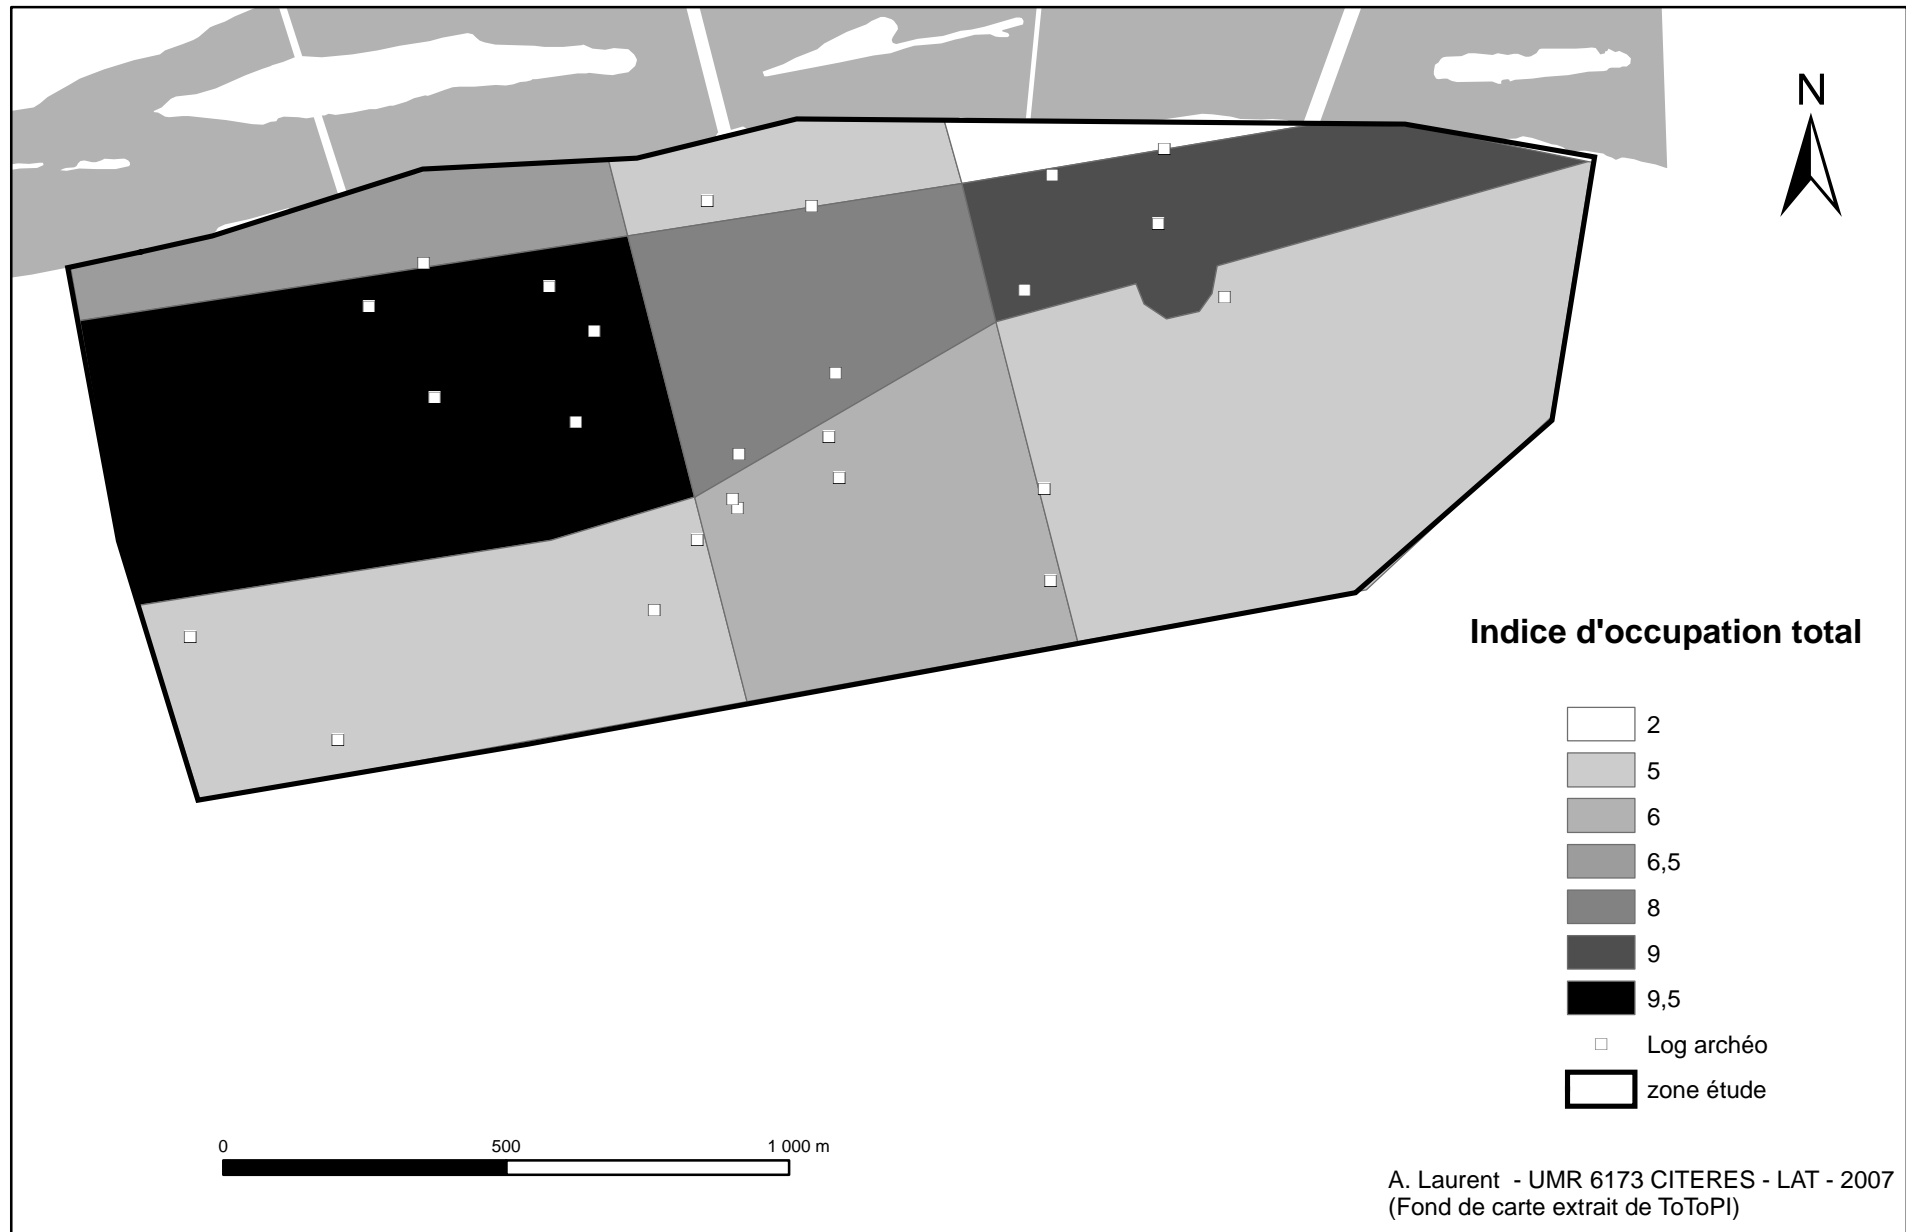 N
Indice d'occupation total
2
5
6
6,5
8
9
9,5
Log archéo
zone étude
0 500 1 000 m
A. Laurent - UMR 6173 CITERES - LAT - 2007
(Fond de carte extrait de ToToPI)